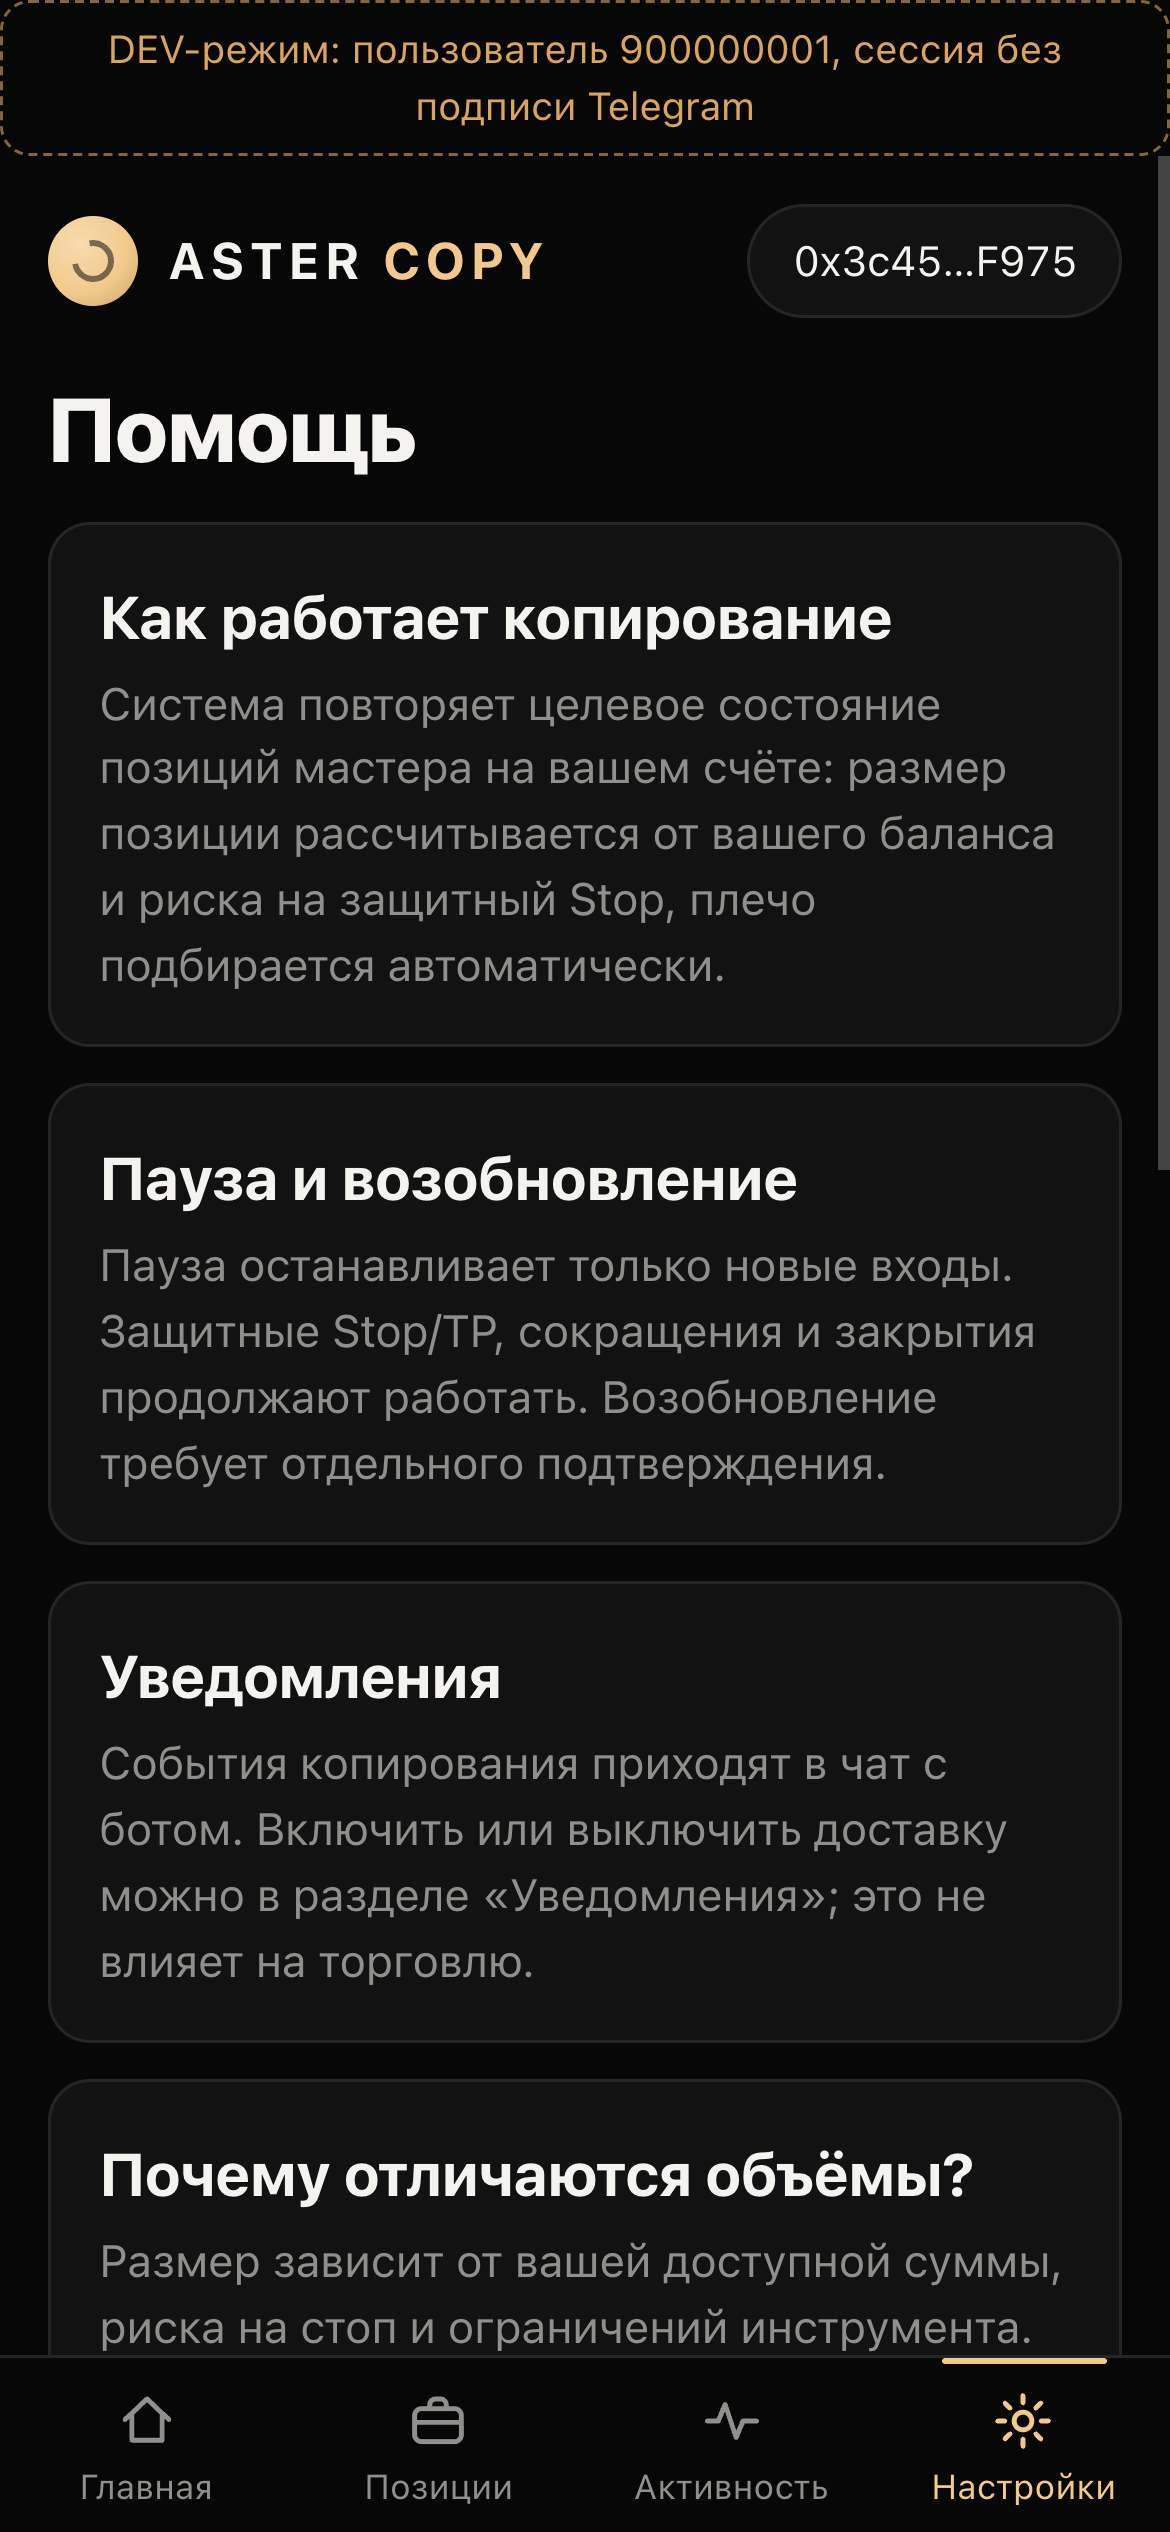 DEV-режим: пользователь 900000001, сессия без
подписи Telegram
ASTER COPY
0x3c45...F975
Помощь
Как работает копирование
Система повторяет целевое состояние
позиций мастера на вашем счёте: размер
позиции рассчитывается от вашего баланса
и риска на защитный Stop, плечо
подбирается автоматически.
Пауза и возобновление
Пауза останавливает только новые входы.
Защитные Stop/TP, сокращения и закрытия
продолжают работать. Возобновление
требует отдельного подтверждения.
Уведомления
События копирования приходят в чат с
ботом. Включить или выключить доставку
можно в разделе «Уведомления»; это не
влияет на торговлю.
Почему отличаются объёмы?
Размер зависит от вашей доступной суммы,
риска на стоп и ограничений инструмента.
Главная
Позиции
Активность
Настройки